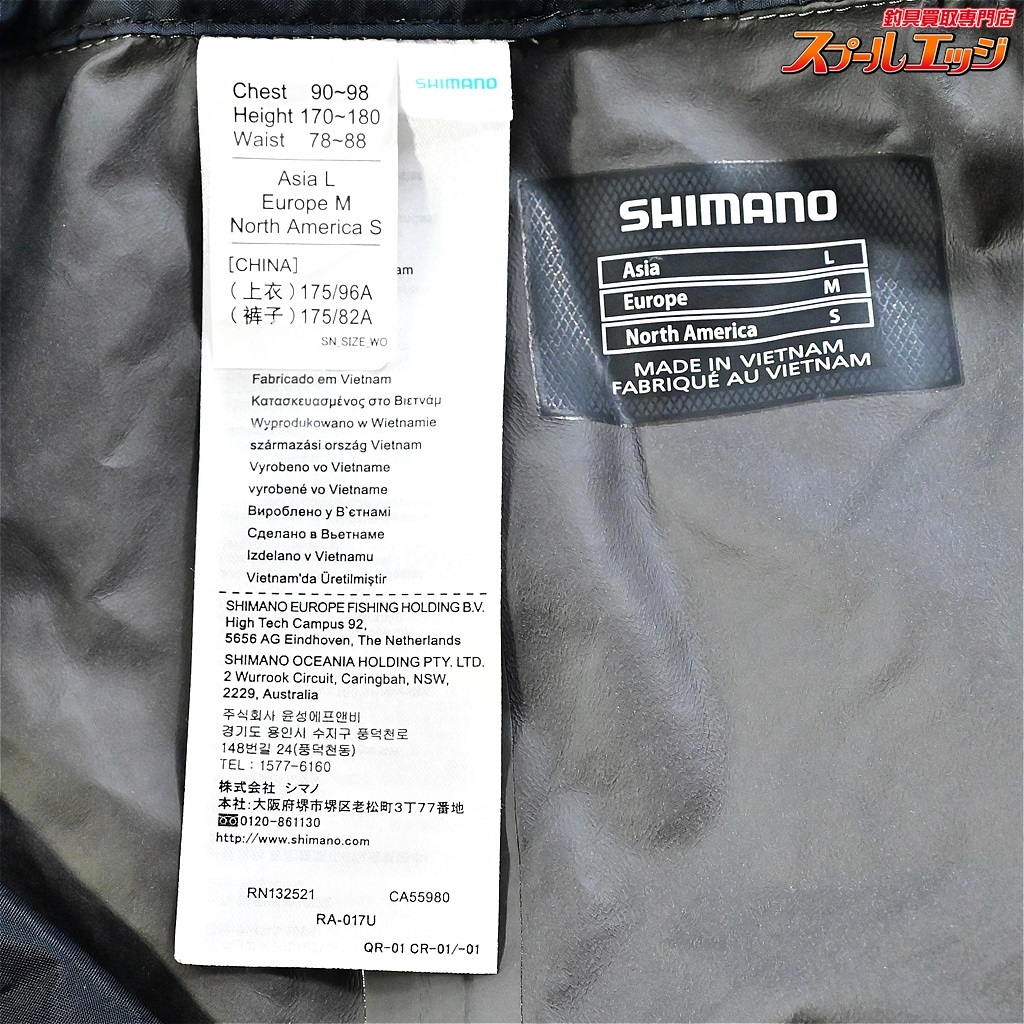 釣具買取専門店
スプールエッジ
SHIMANO
Chest 90~98
Height 170~180
Waist 78~88
Asia L
Europe M
North America S
[CHINA]
(上衣)175/96A
(裤子)175/82A
SN_SIZE_WO
am
Fabricado em Vietnam
Κατασκευασμένος στο Βιετνάμ
Wyprodukowano w Wietnamie
származási ország Vietnam
Vyrobeno vo Vietname
vyrobené vo Vietname
Вироблено у В`єтнамі
Сделано в Вьетнаме
Izdelano v Vietnamu
Vietnam'da Üretilmiştir
SHIMANO EUROPE FISHING HOLDING B.V.
High Tech Campus 92,
5656 AG Eindhoven, The Netherlands
SHIMANO OCEANIA HOLDING PTY. LTD.
2 Wurrook Circuit, Caringbah, NSW,
2229, Australia
주식회사 윤성에프앤비
경기도 용인시 수지구 풍덕천로
148번길 24(풍덕천동)
TEL : 1577-6160
株式会社 シマノ
本社:大阪府堺市堺区老松町3丁77番地
0120-861130
http://www.shimano.com
RN132521 CA55980
RA-017U
QR-01 CR-01/-01
SHIMANO
Asia L
Europe M
North America S
MADE IN VIETNAM
FABRIQUÉ AU VIETNAM